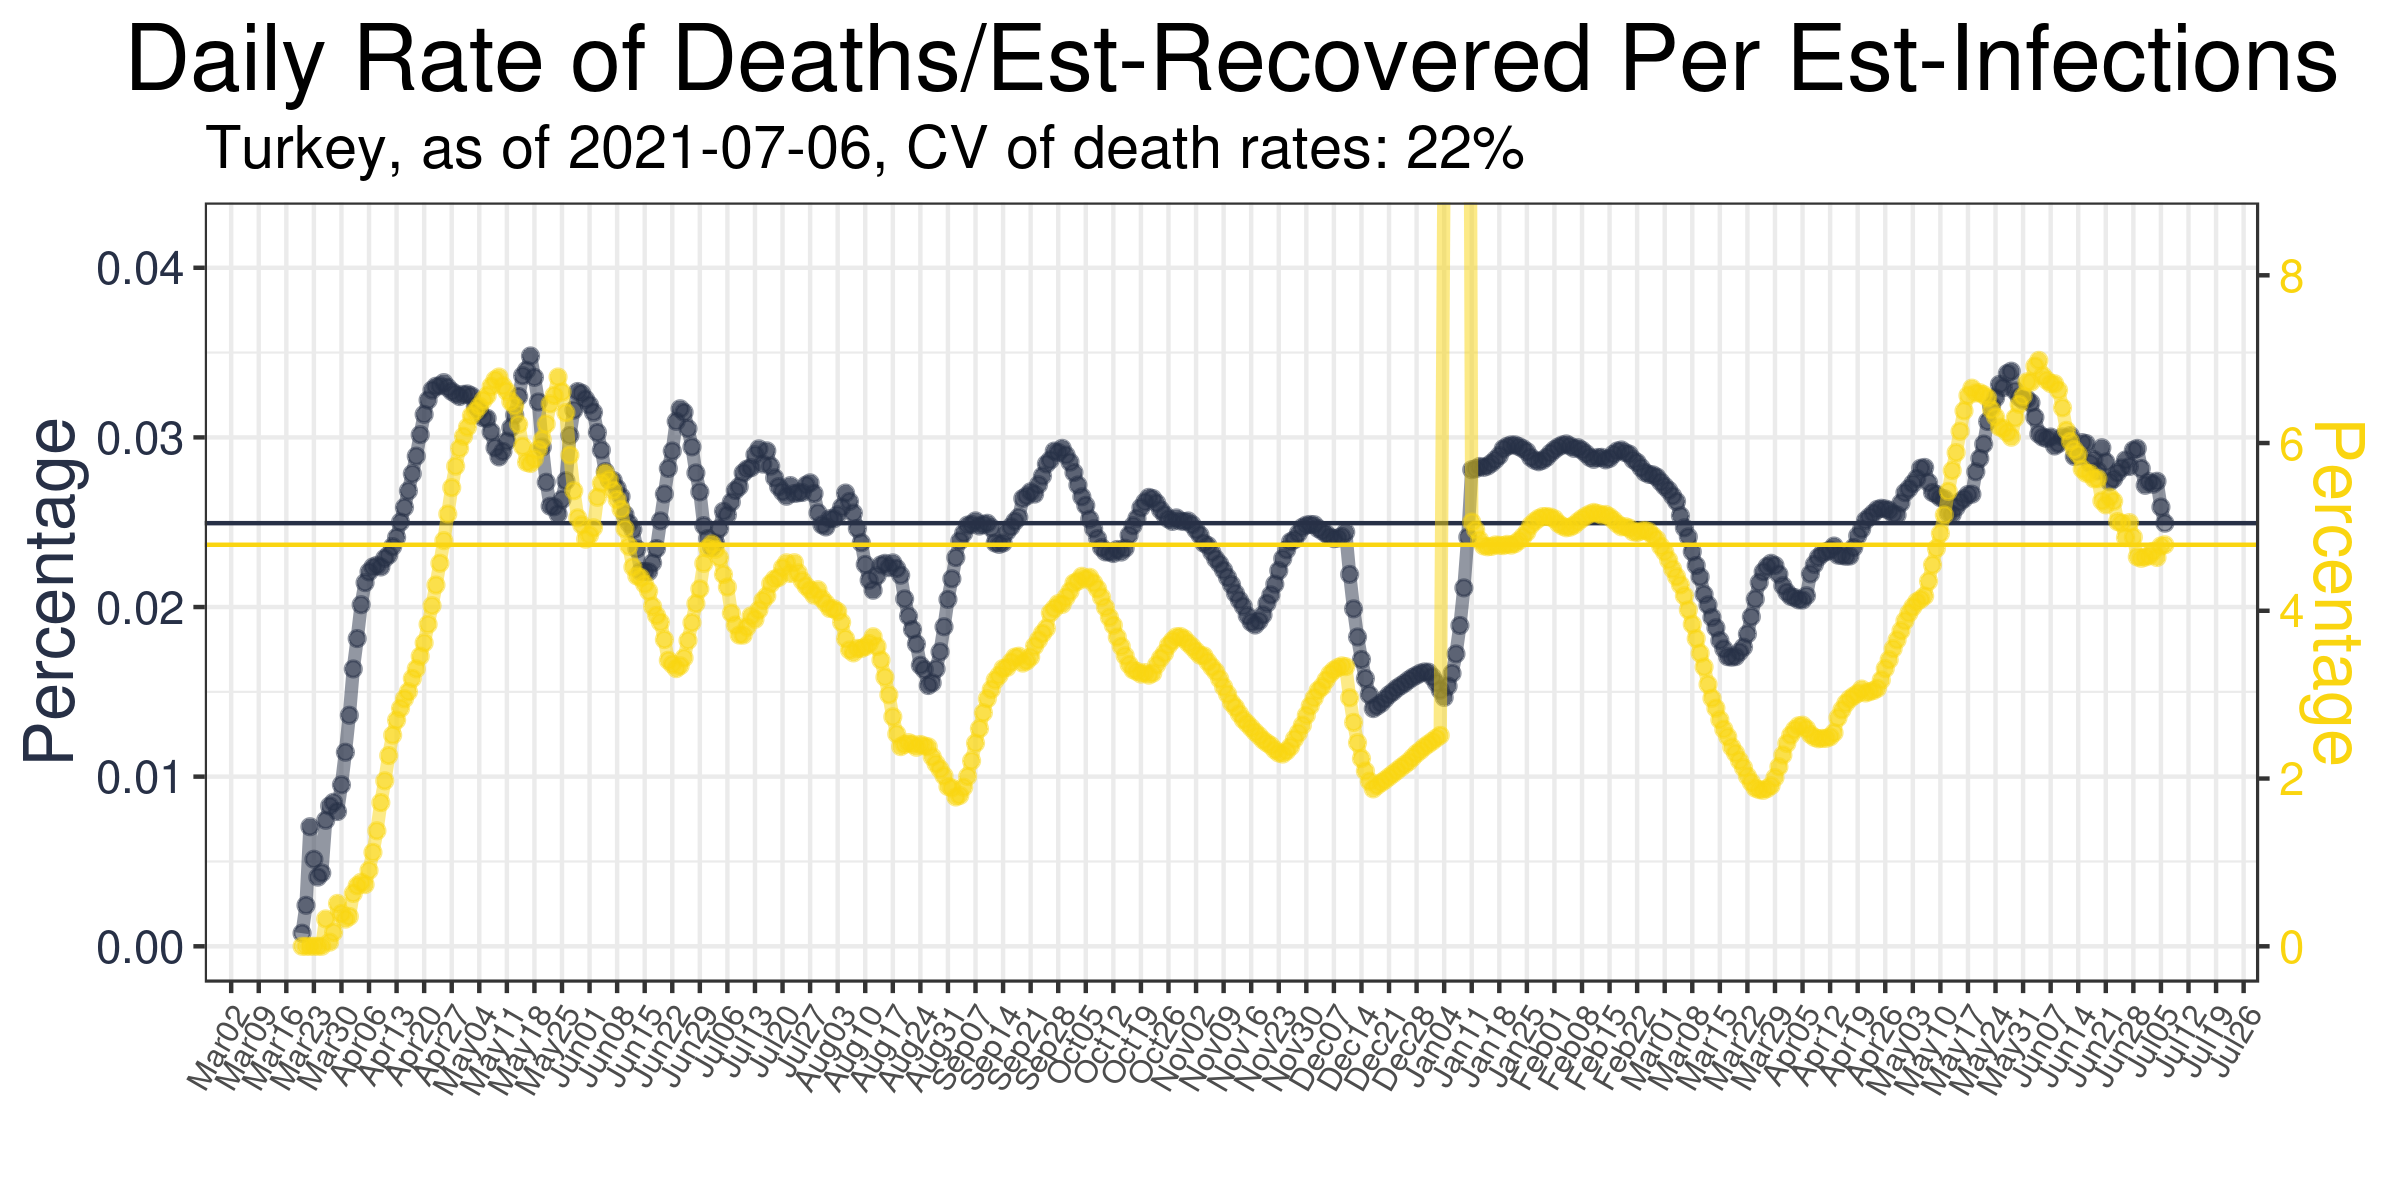 Daily Rate of Deaths/Est-Recovered Per Est-Infections
Turkey, as of 2021-07-06, CV of death rates: 22%
Percentage
0.04
0.03
0.02
0.01
0.00
8
6
4
2
0
Percentage
Mar02
Mar09
Mar16
Mar23
Mar30
Apr06
Apr13
Apr20
Apr27
May04
May11
May18
May25
Jun01
Jun08
Jun15
Jun22
Jun29
Jul06
Jul13
Jul20
Jul27
Aug03
Aug10
Aug17
Aug24
Aug31
Sep07
Sep14
Sep21
Sep28
Oct05
Oct12
Oct19
Oct26
Nov02
Nov09
Nov16
Nov23
Nov30
Dec07
Dec14
Dec21
Dec28
Jan04
Jan11
Jan18
Jan25
Feb01
Feb08
Feb15
Feb22
Mar01
Mar08
Mar15
Mar22
Mar29
Apr05
Apr12
Apr19
Apr26
May03
May10
May17
May24
May31
Jun07
Jun14
Jun21
Jun28
Jul05
Jul12
Jul19
Jul26